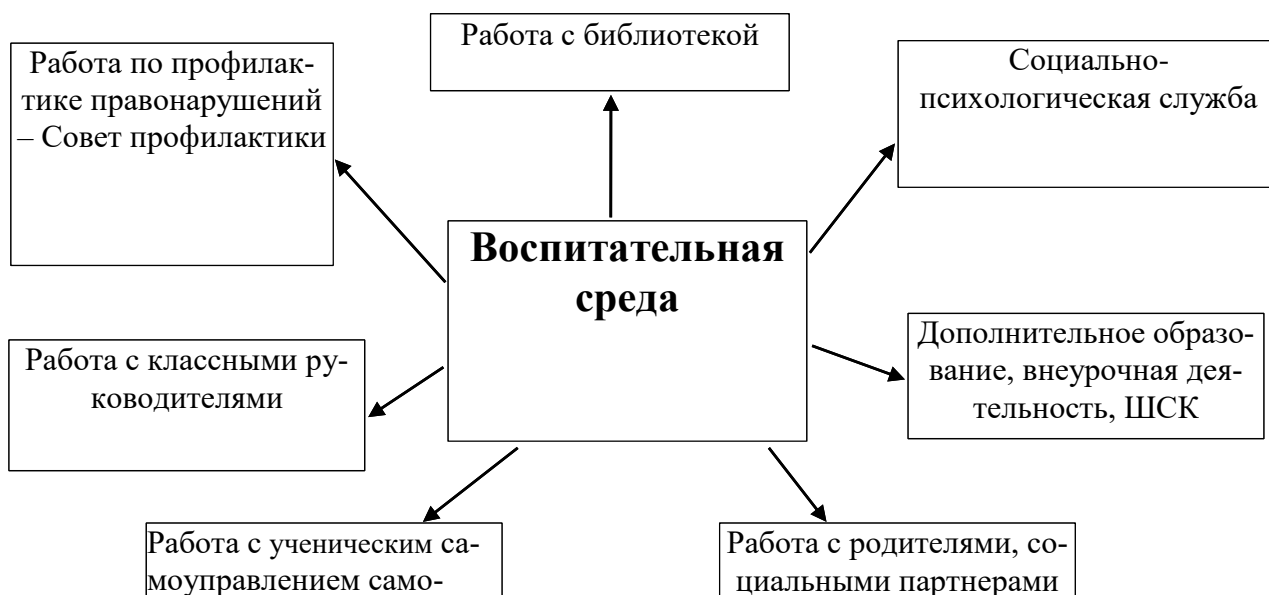 Работа с библиотекой
Работа по профилак-
тике правонарушений
– Совет профилактики
Социально-
психологическая служба
Воспитательная
среда
Работа с классными ру-
ководителями
Дополнительное образо-
вание, внеурочная дея-
тельность, ШСК
Работа с ученическим са-
моуправлением само-
Работа с родителями, со-
циальными партнерами